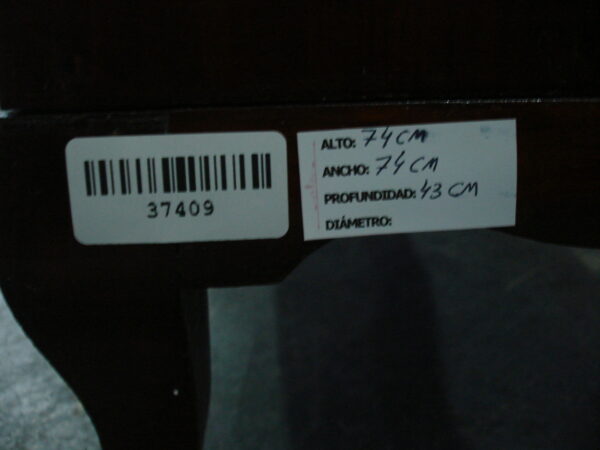 37409
ALTO: 74 CM
ANCHO: 74 CM
PROFUNDIDAD: 43 CM
DIÁMETRO: